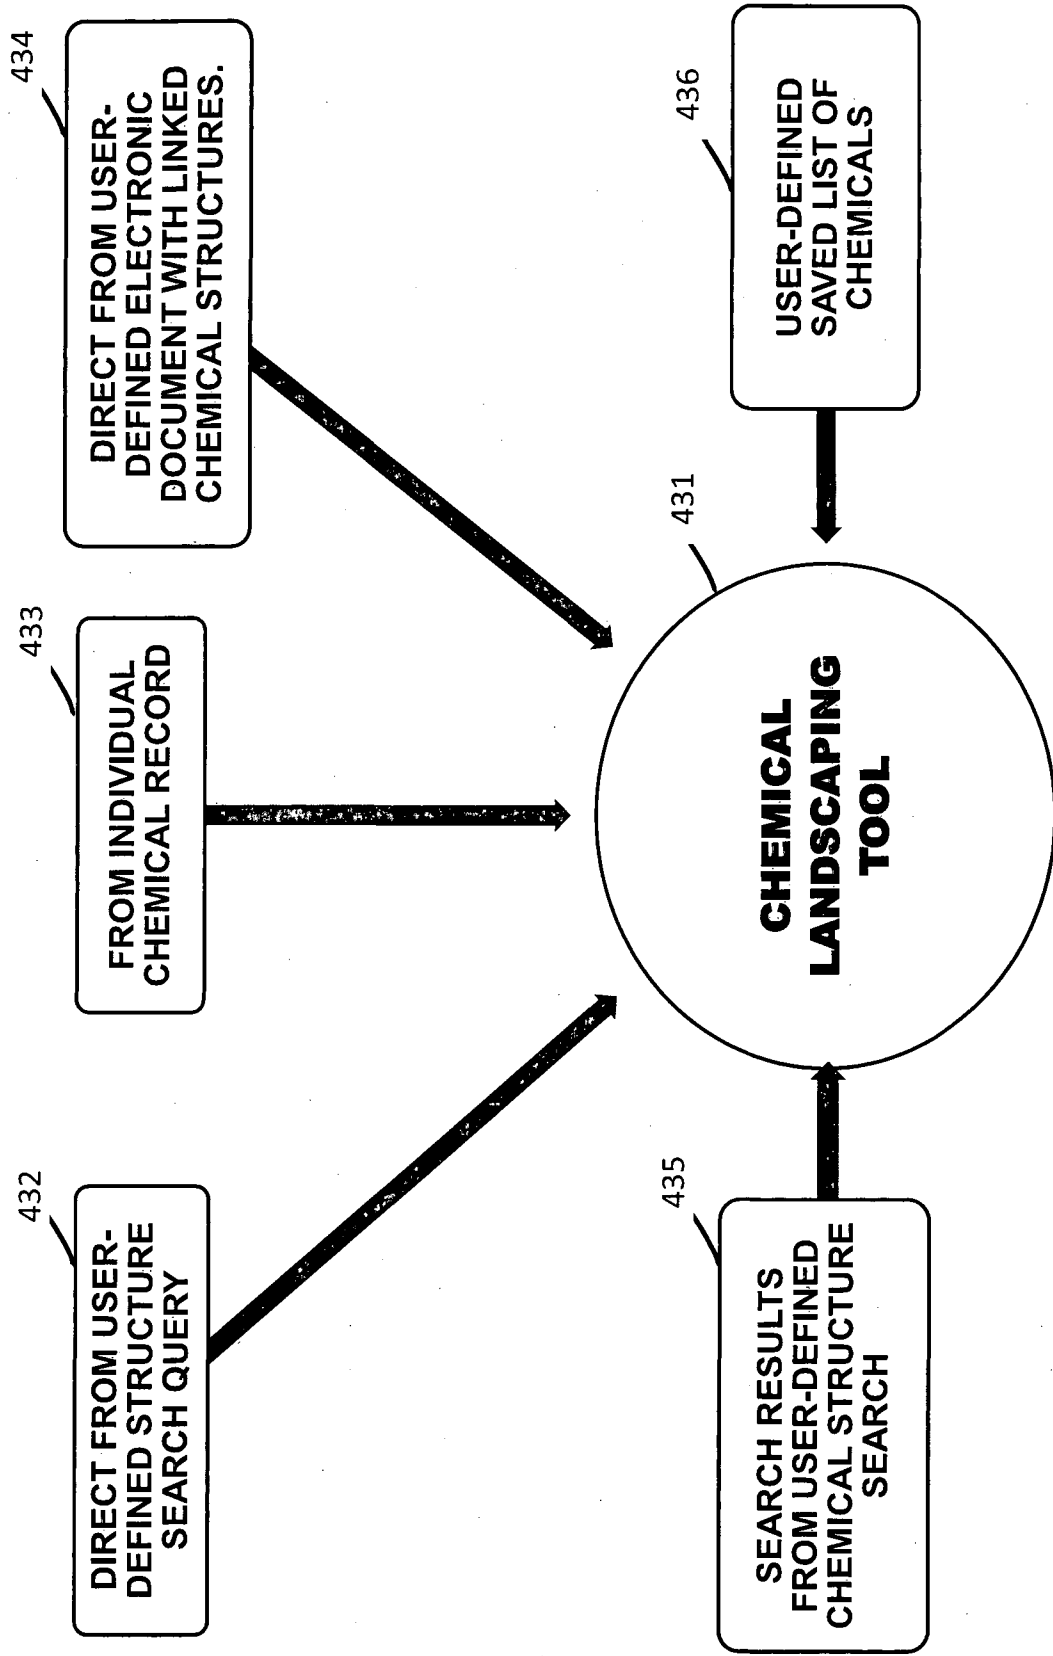 432
DIRECT FROM USER-
DEFINED STRUCTURE
SEARCH QUERY
433
FROM INDIVIDUAL
CHEMICAL RECORD
434
DIRECT FROM USER-
DEFINED ELECTRONIC
DOCUMENT WITH LINKED
CHEMICAL STRUCTURES.
435
SEARCH RESULTS
FROM USER-DEFINED
CHEMICAL STRUCTURE
SEARCH
431
CHEMICAL
LANDSCAPING
TOOL
436
USER-DEFINED
SAVED LIST OF
CHEMICALS